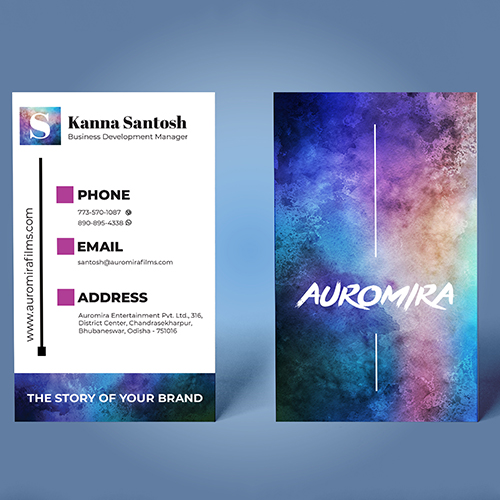 S
Kanna Santosh
Business Development Manager
www.auromirafilms.com
PHONE
773-570-1087
890-895-4338
EMAIL
santosh@auromirafilms.com
ADDRESS
Auromira Entertainment Pvt. Ltd., 316,
District Center, Chandrasekharpur,
Bhubaneswar, Odisha - 751016
THE STORY OF YOUR BRAND
AUROMIRA